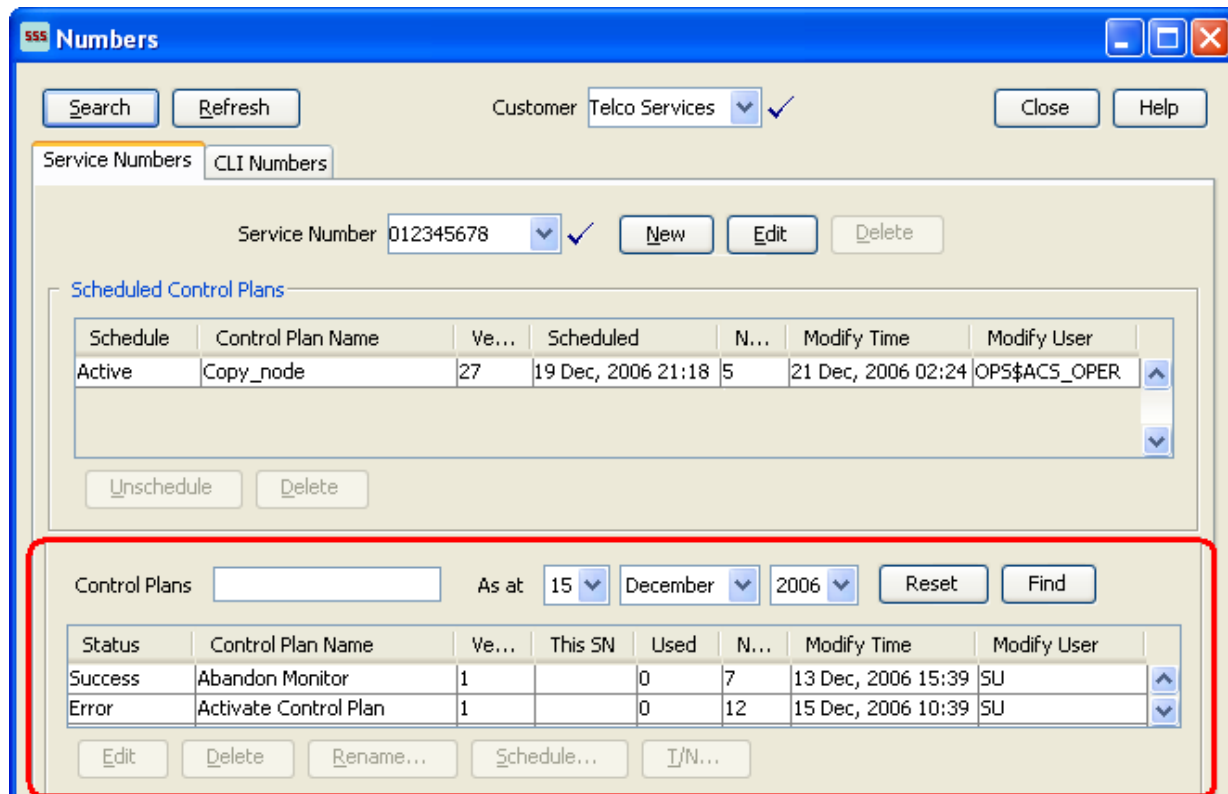 555 Numbers
Search Refresh Customer Telco Services Close Help
Service Numbers CLI Numbers
Service Number 012345678 New Edit Delete
Scheduled Control Plans
Schedule Control Plan Name Ve... Scheduled N... Modify Time Modify User
Active Copy_node 27 19 Dec, 2006 21:18 5 21 Dec, 2006 02:24 OPS$ACS_OPER
Unschedule Delete
Control Plans As at 15 December 2006 Reset Find
Status Control Plan Name Ve... This SN Used N... Modify Time Modify User
Success Abandon Monitor 1 0 7 13 Dec, 2006 15:39 SU
Error Activate Control Plan 1 0 12 15 Dec, 2006 10:39 SU
Edit Delete Rename... Schedule... T/N...